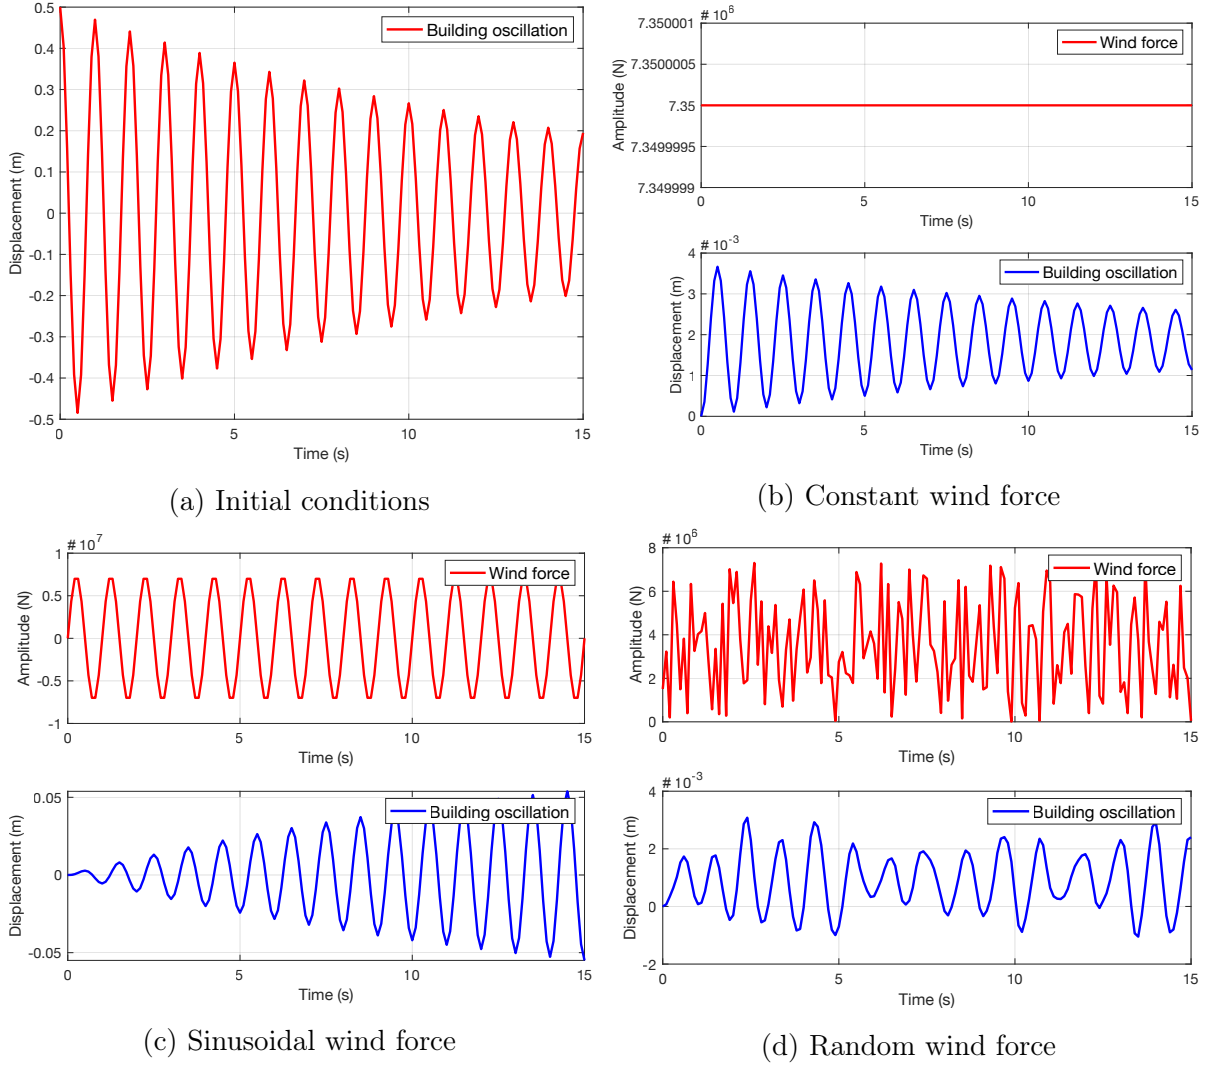 0.5
0.4
0.3
0.2
0.1
0
-0.1
-0.2
-0.3
-0.4
-0.5
Displacement (m)
Building oscillation
0 5 10 15
Time (s)
(a) Initial conditions
# 10^6
7.350001
7.3500005
7.35
7.3499995
7.349999
Amplitude (N)
Wind force
0 5 10 15
Time (s)
# 10^-3
4
3
2
1
0
Displacement (m)
Building oscillation
0 5 10 15
Time (s)
(b) Constant wind force
# 10^7
1
0.5
0
-0.5
-1
Amplitude (N)
Wind force
0 5 10 15
Time (s)
0.05
0
-0.05
Displacement (m)
Building oscillation
0 5 10 15
Time (s)
(c) Sinusoidal wind force
# 10^6
8
6
4
2
0
Amplitude (N)
Wind force
0 5 10 15
Time (s)
# 10^-3
4
2
0
-2
Displacement (m)
Building oscillation
0 5 10 15
Time (s)
(d) Random wind force